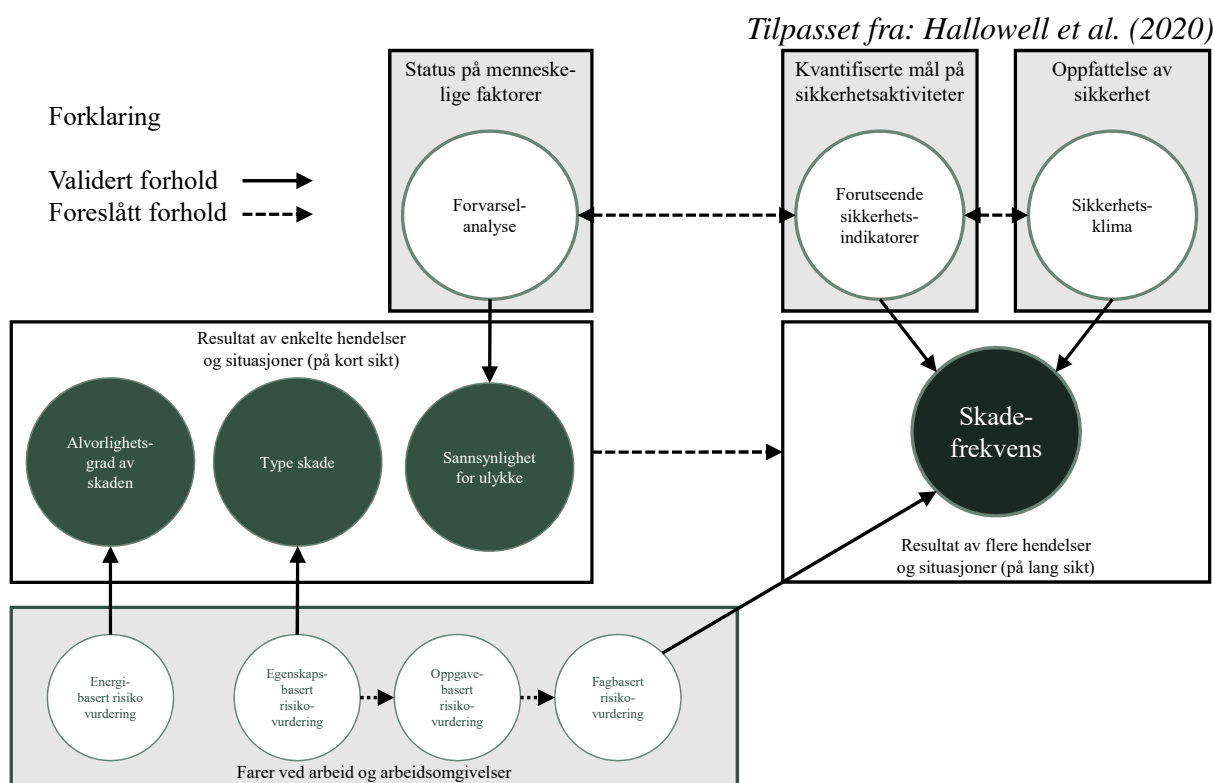 Tilpasset fra: Hallowell et al. (2020)
Status på menneske-
lige faktorer
Kvantifiserte mål på
sikkerhetsaktiviteter
Oppfattelse av
sikkerhet
Forklaring
Validert forhold
Foreslått forhold
Forvarsel-
analyse
Forutseende
sikkerhets-
indikatorer
Sikkerhets-
klima
Resultat av enkelte hendelser
og situasjoner (på kort sikt)
Alvorlighets-
grad av
skaden
Type skade
Sannsynlighet
for ulykke
Skade-
frekvens
Resultat av flere hendelser
og situasjoner (på lang sikt)
Energi-
basert risiko
vurdering
Egenskaps-
basert
risiko-
vurdering
Oppgave-
basert
risiko-
vurdering
Fagbasert
risiko-
vurdering
Farer ved arbeid og arbeidsomgivelser